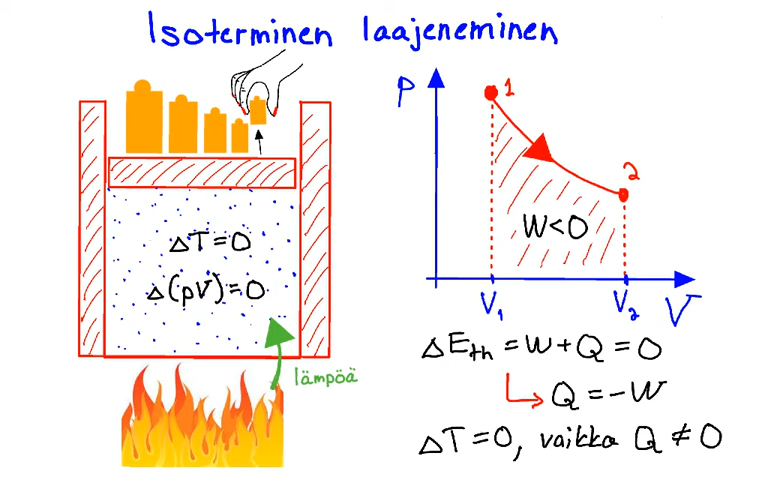 Isoterminen laajeneminen
ΔT = 0
Δ(pV) = 0
lämpöä
P
1
2
W<0
V₁
V₂
V
ΔE_th = W + Q = 0
Q = -W
ΔT = 0, vaikka Q ≠ 0